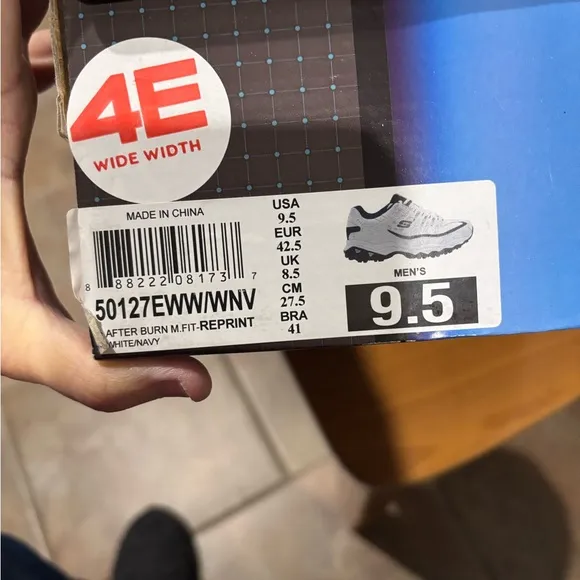 4E
WIDE WIDTH
MADE IN CHINA
8 88222 08173 7
50127EWW/WNV
AFTER BURN M.FIT-REPRINT
WHITE/NAVY
USA
9.5
EUR
42.5
UK
8.5
CM
27.5
BRA
41
MEN'S
9.5